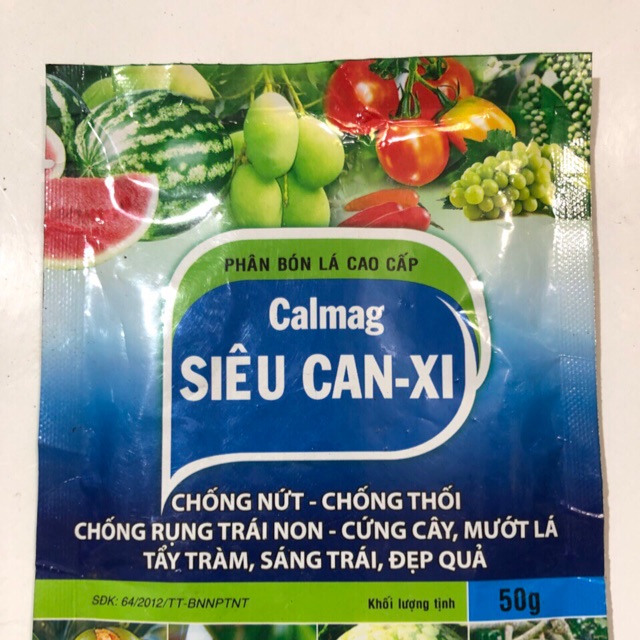 PHÂN BÓN LÁ CAO CẤP
Calmag
SIÊU CAN-XI
CHỐNG NỨT - CHỐNG THỐI
CHỐNG RỤNG TRÁI NON - CỨNG CÂY, MƯỚT LÁ
TẨY TRÀM, SÁNG TRÁI, ĐẸP QUẢ
SĐK: 64/2012/TT-BNNPTNT Khối lượng tịnh 50g